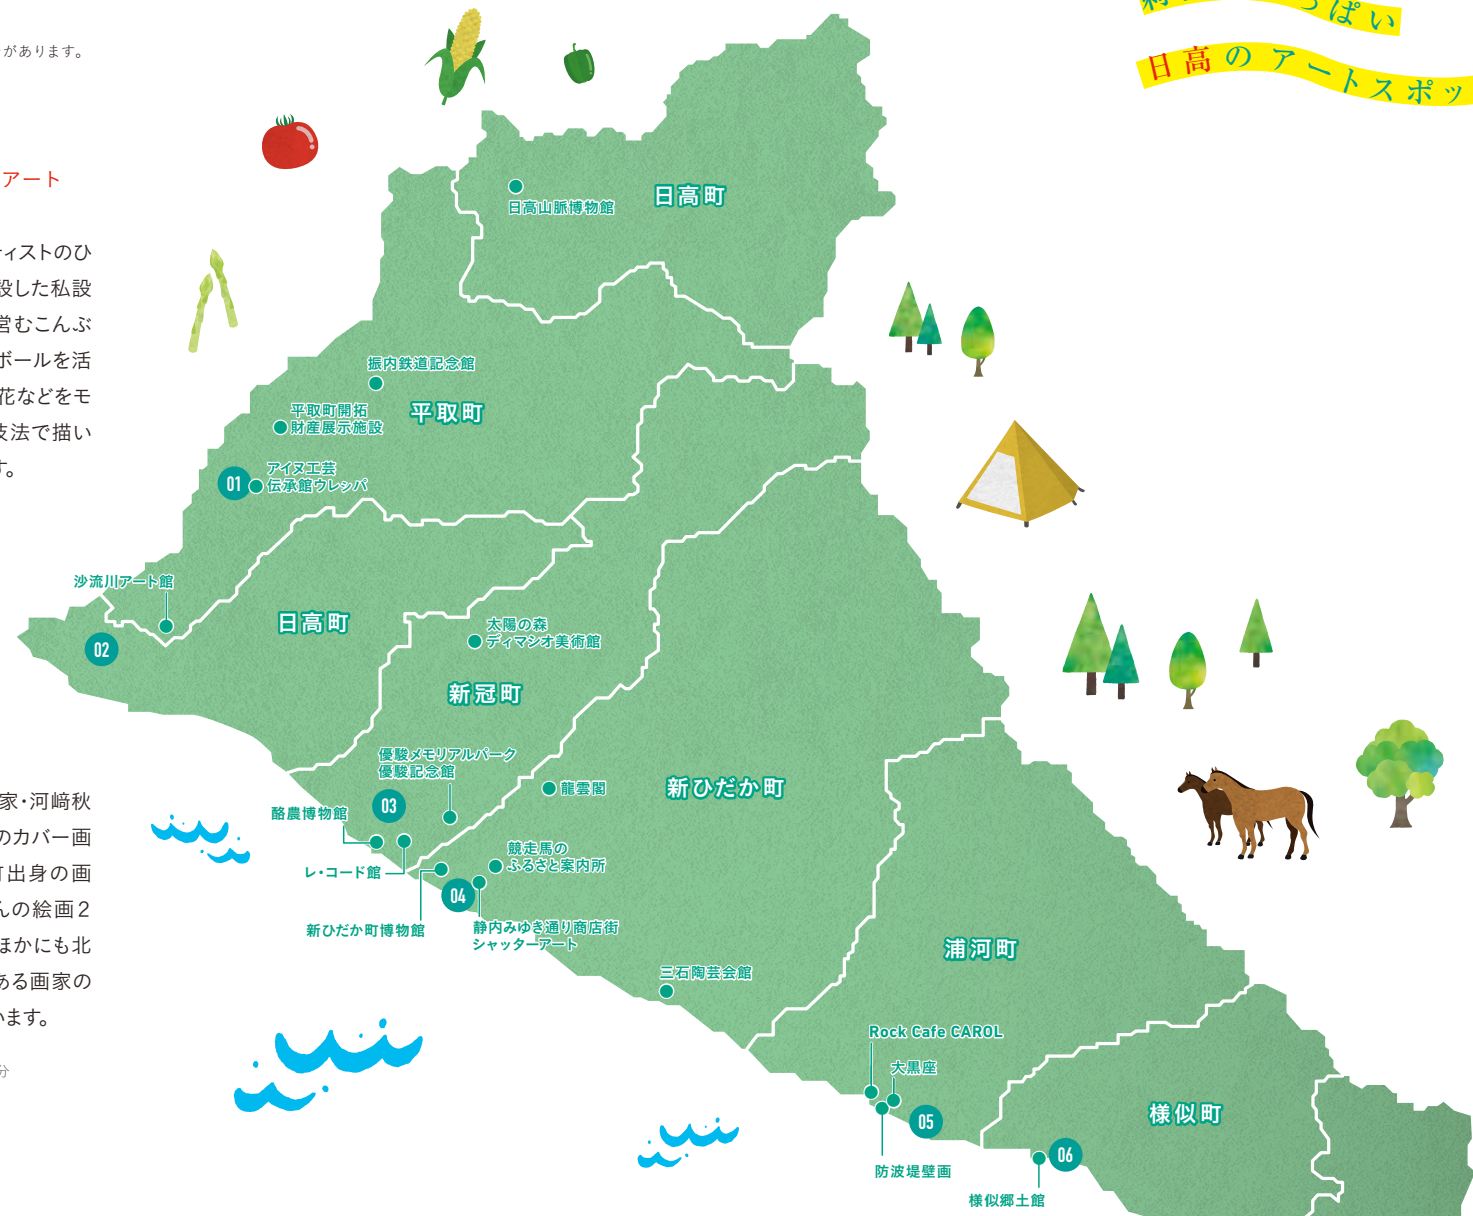 があります。
アート
ィストのひ
設した私設
営むこんぶ
ボールを活
花などをモ
技法で描い
す。
家・河﨑秋
のカバー画
町出身の画
んの絵画2
ほかにも北
ある画家の
います。
分
っぱい
日高のアートスポッ
日高山脈博物館
日高町
振内鉄道記念館
平取町開拓
財産展示施設
平取町
01
アイヌ工芸
伝承館ウレシパ
沙流川アート館
02
日高町
太陽の森
ディマシオ美術館
新冠町
優駿メモリアルパーク
優駿記念館
03
酪農博物館
レ・コード館
龍雲閣
新ひだか町
競走馬の
ふるさと案内所
04
新ひだか町博物館
静内みゆき通り商店街
シャッターアート
三石陶芸会館
浦河町
Rock Cafe CAROL
大黒座
05
防波堤壁画
様似町
06
様似郷土館